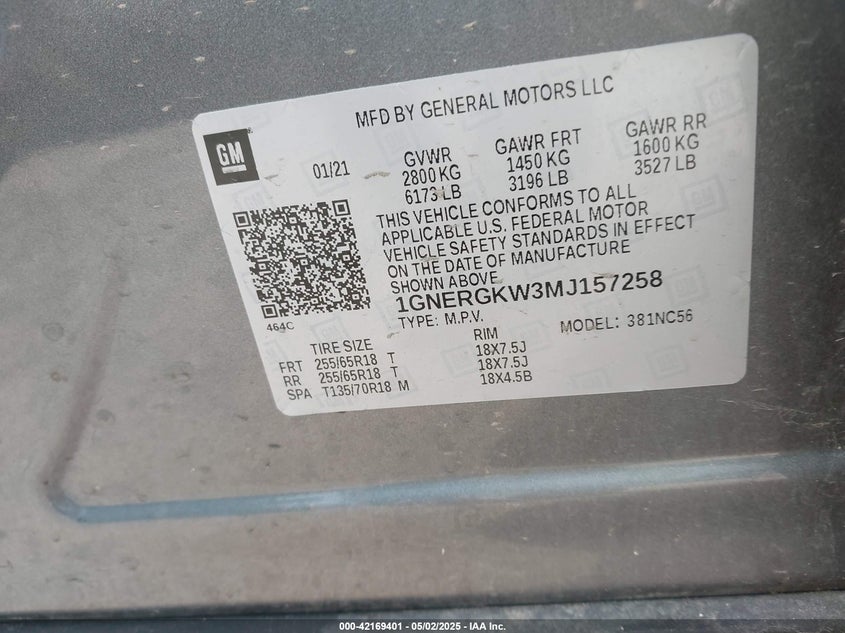 MFD BY GENERAL MOTORS LLC
GM
01/21
GVWR
2800 KG
6173 LB
GAWR FRT
1450 KG
3196 LB
GAWR RR
1600 KG
3527 LB
THIS VEHICLE CONFORMS TO ALL
APPLICABLE U.S. FEDERAL MOTOR
VEHICLE SAFETY STANDARDS IN EFFECT
ON THE DATE OF MANUFACTURE
SHOWN ABOVE.
1GNERGKW3MJ157258
TYPE: M.P.V.
MODEL: 381NC56
464C
TIRE SIZE RIM
FRT 255/65R18 T 18X7.5J
RR 255/65R18 T 18X7.5J
SPA T135/70R18 M 18X4.5B
000-42169401 - 05/02/2025 - IAA Inc.